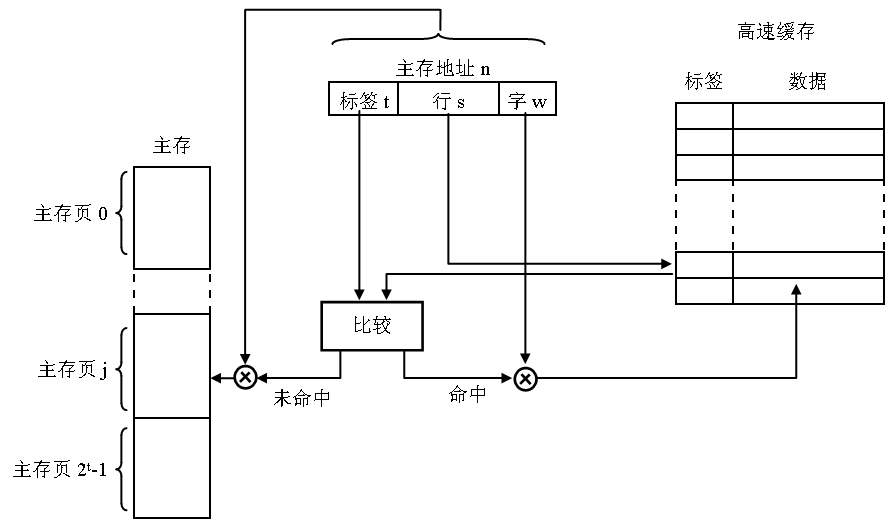 高速缓存
主存地址 n
标签 数据
标签 t 行 s 字 w
主存
主存页 0
比较
主存页 j
未命中 命中
主存页 2ᵗ-1